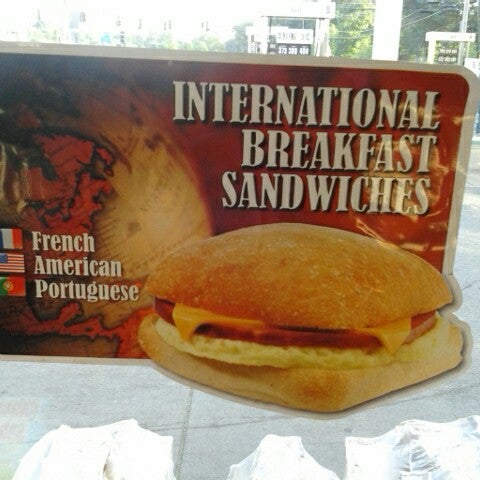 INTERNATIONAL
BREAKFAST
SANDWICHES
French
American
Portuguese